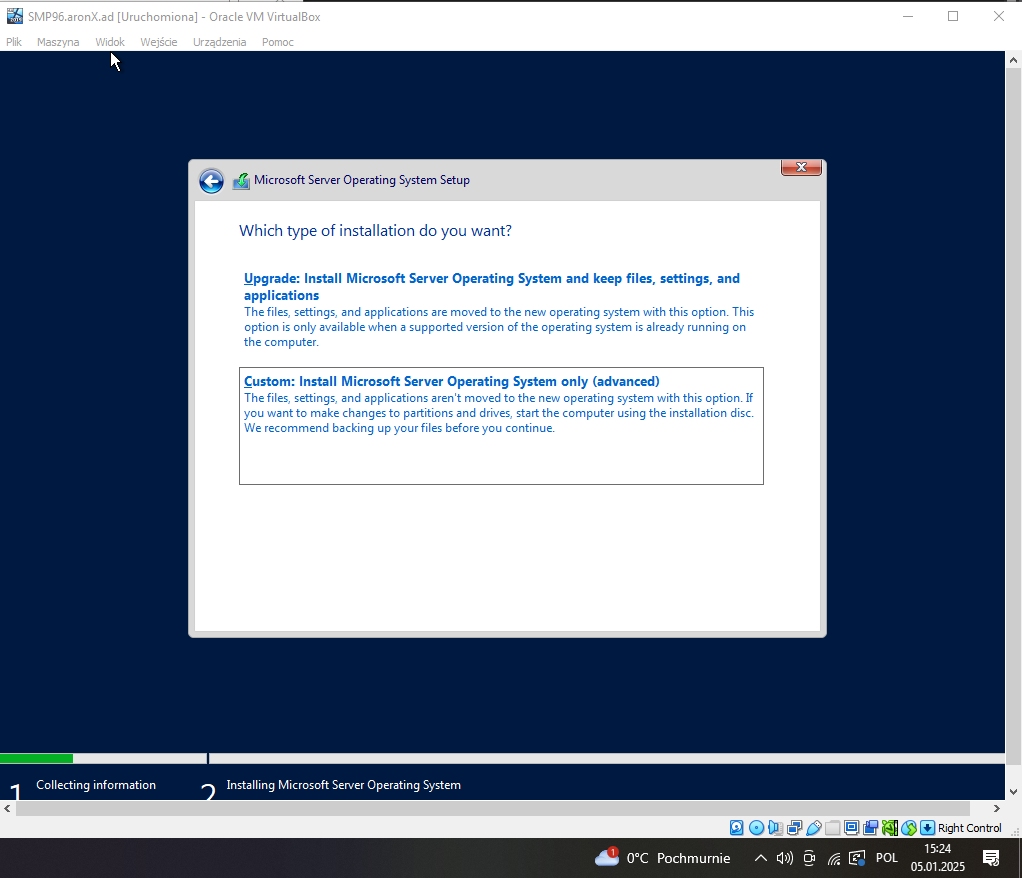 SMP96.aronX.ad [Uruchomiona] - Oracle VM VirtualBox
Plik Maszyna Widok Wejście Urządzenia Pomoc
Microsoft Server Operating System Setup
Which type of installation do you want?
Upgrade: Install Microsoft Server Operating System and keep files, settings, and
applications
The files, settings, and applications are moved to the new operating system with this option. This
option is only available when a supported version of the operating system is already running on
the computer.
Custom: Install Microsoft Server Operating System only (advanced)
The files, settings, and applications aren't moved to the new operating system with this option. If
you want to make changes to partitions and drives, start the computer using the installation disc.
We recommend backing up your files before you continue.
1 Collecting information 2 Installing Microsoft Server Operating System
Right Control
1 0°C Pochmurnie POL 15:24
05.01.2025